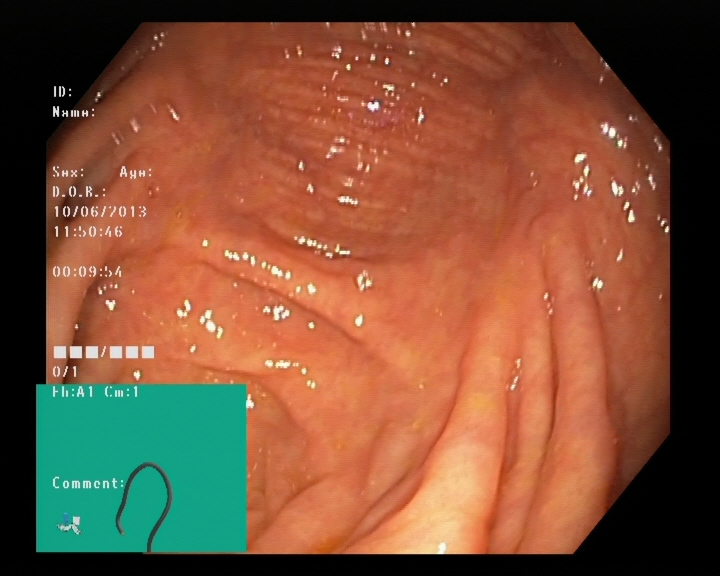 ID:
Name:
Sex: Age:
D.O.B.:
10/06/2013
11:50:46
00:09:54
■■■/■■■
0/1
Eh:A1 Cm:1
Comment: